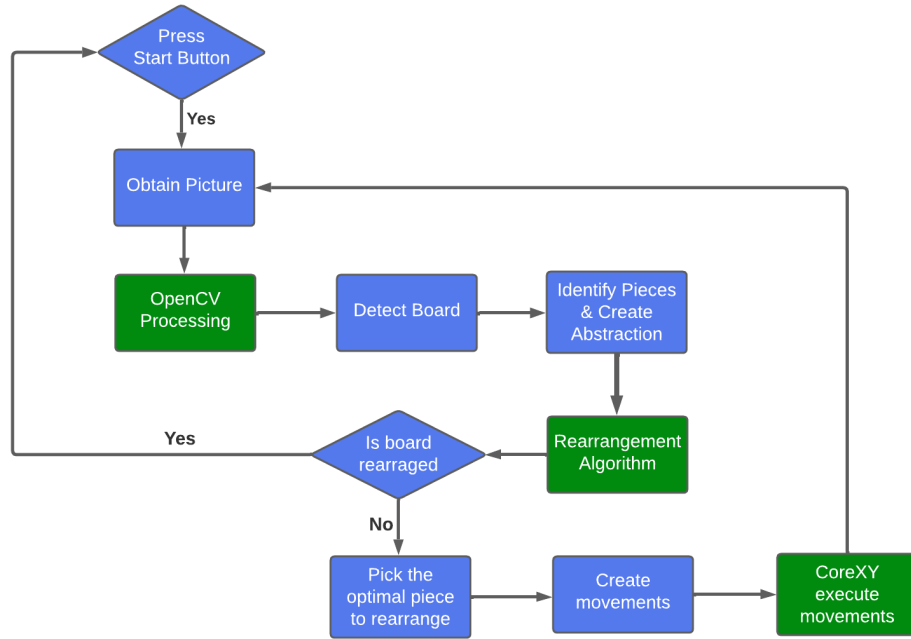 Press
Start Button
Yes
Obtain Picture
OpenCV
Processing
Detect Board
Identify Pieces
& Create
Abstraction
Rearrangement
Algorithm
Is board
rearraged
Yes
No
Pick the
optimal piece
to rearrange
Create
movements
CoreXY
execute
movements